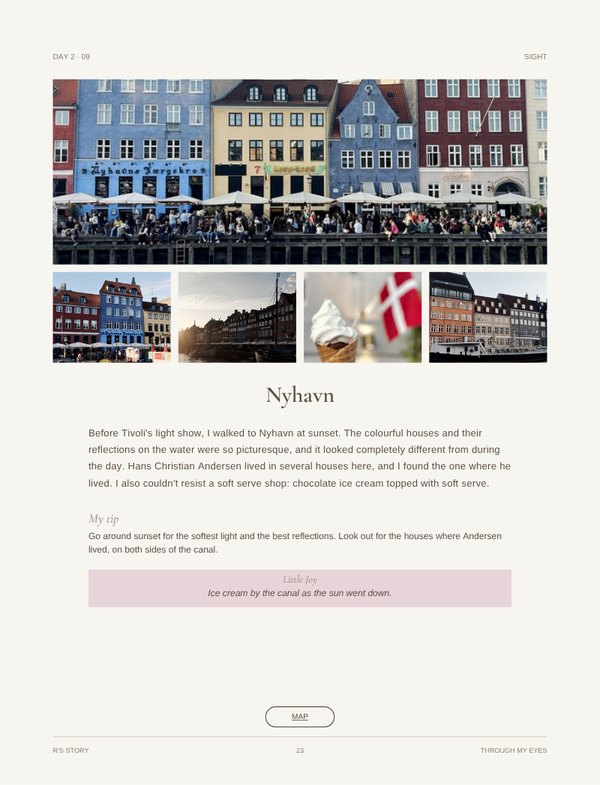 DAY 2 · 09
SIGHT
Nyhavns Færgekro
7
Nyhavn
Before Tivoli's light show, I walked to Nyhavn at sunset. The colourful houses and their
reflections on the water were so picturesque, and it looked completely different from during
the day. Hans Christian Andersen lived in several houses here, and I found the one where he
lived. I also couldn't resist a soft serve shop: chocolate ice cream topped with soft serve.
My tip
Go around sunset for the softest light and the best reflections. Look out for the houses where Andersen
lived, on both sides of the canal.
Little Joy
Ice cream by the canal as the sun went down.
MAP
R'S STORY
23
THROUGH MY EYES